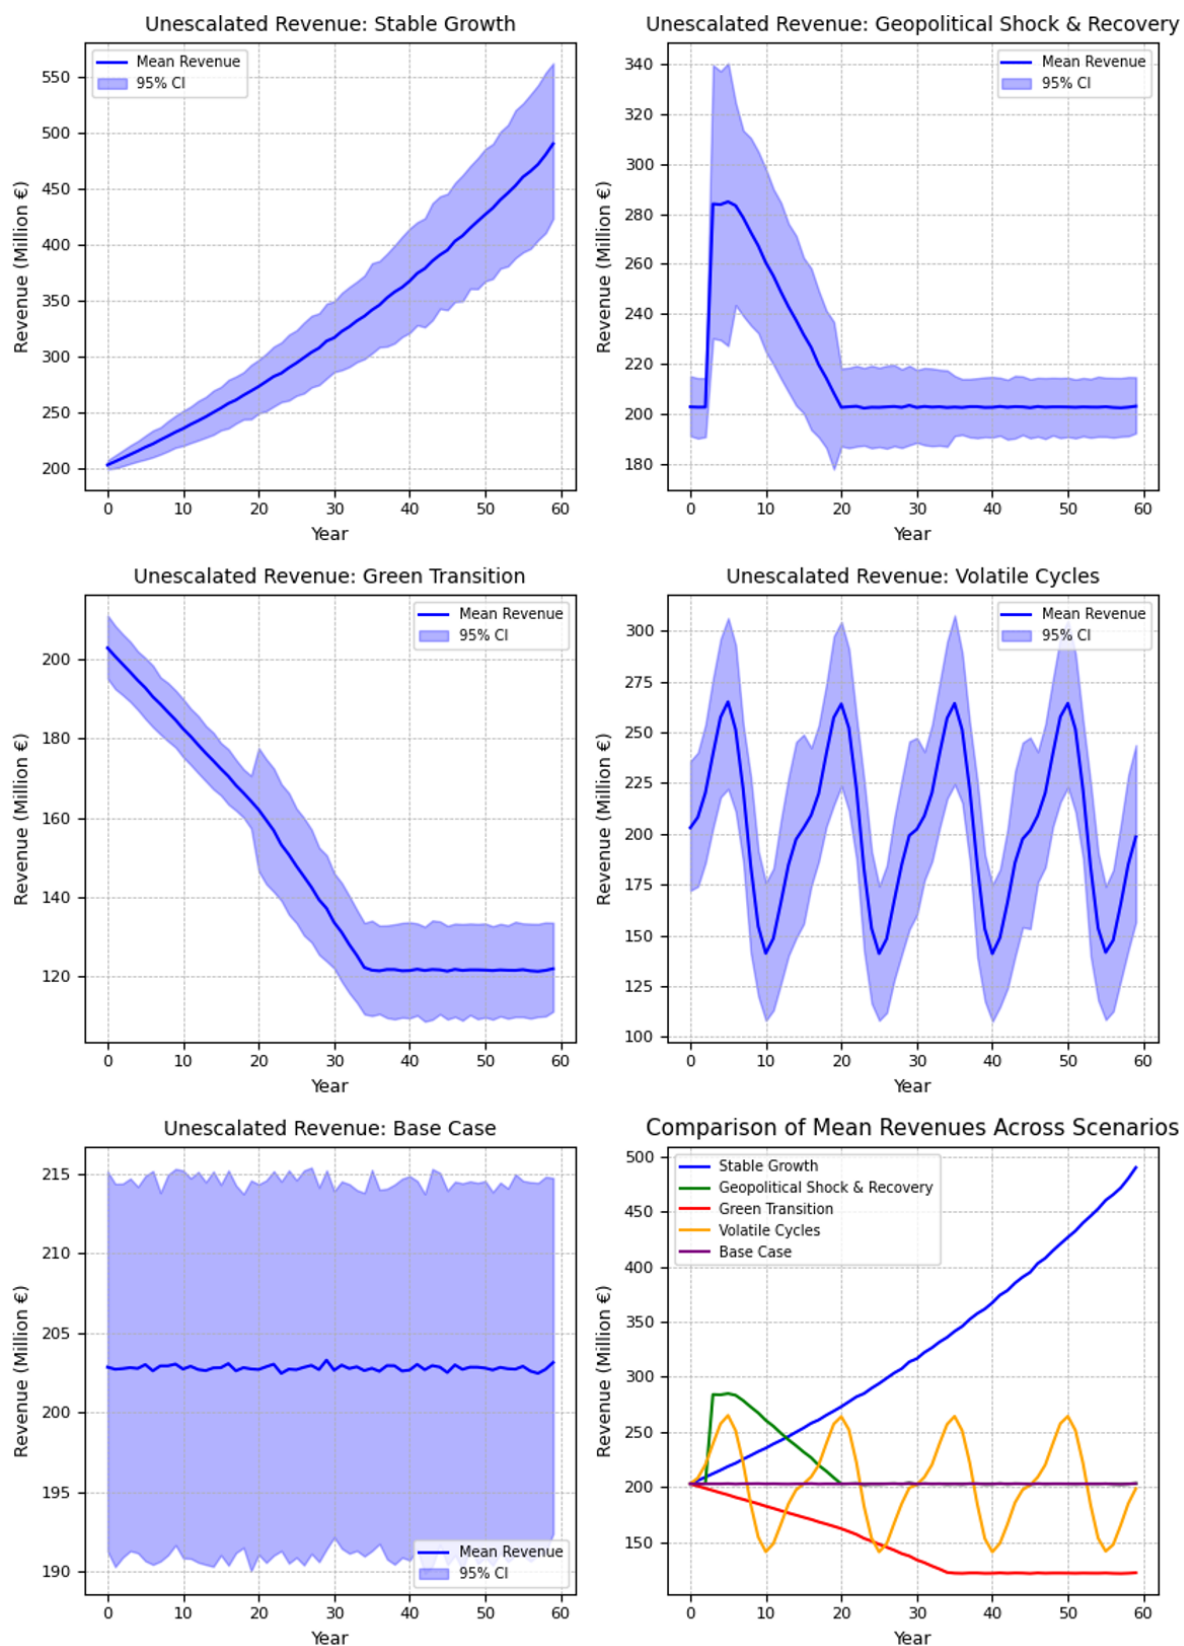 Unescalated Revenue: Stable Growth
Revenue (Million €)
550
500
450
400
350
300
250
200
Mean Revenue
95% CI
0 10 20 30 40 50 60
Year
Unescalated Revenue: Geopolitical Shock & Recovery
Revenue (Million €)
340
320
300
280
260
240
220
200
180
Mean Revenue
95% CI
0 10 20 30 40 50 60
Year
Unescalated Revenue: Green Transition
Revenue (Million €)
200
180
160
140
120
Mean Revenue
95% CI
0 10 20 30 40 50 60
Year
Unescalated Revenue: Volatile Cycles
Revenue (Million €)
300
275
250
225
200
175
150
125
100
Mean Revenue
95% CI
0 10 20 30 40 50 60
Year
Unescalated Revenue: Base Case
Revenue (Million €)
215
210
205
200
195
190
Mean Revenue
95% CI
0 10 20 30 40 50 60
Year
Comparison of Mean Revenues Across Scenarios
Revenue (Million €)
500
450
400
350
300
250
200
150
Stable Growth
Geopolitical Shock & Recovery
Green Transition
Volatile Cycles
Base Case
0 10 20 30 40 50 60
Year